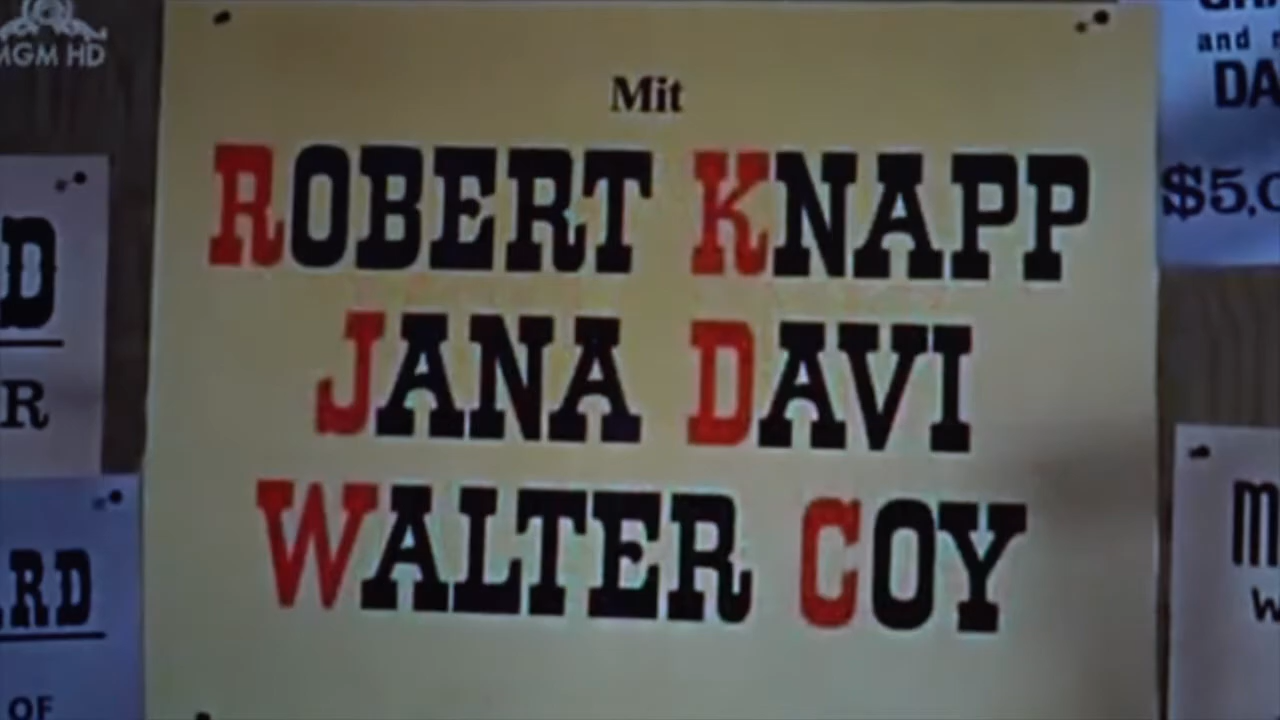 MGM HD
Mit
ROBERT KNAPP
JANA DAVI
WALTER COY
and
DA
$5,0
D
R
RD
OF
M
W